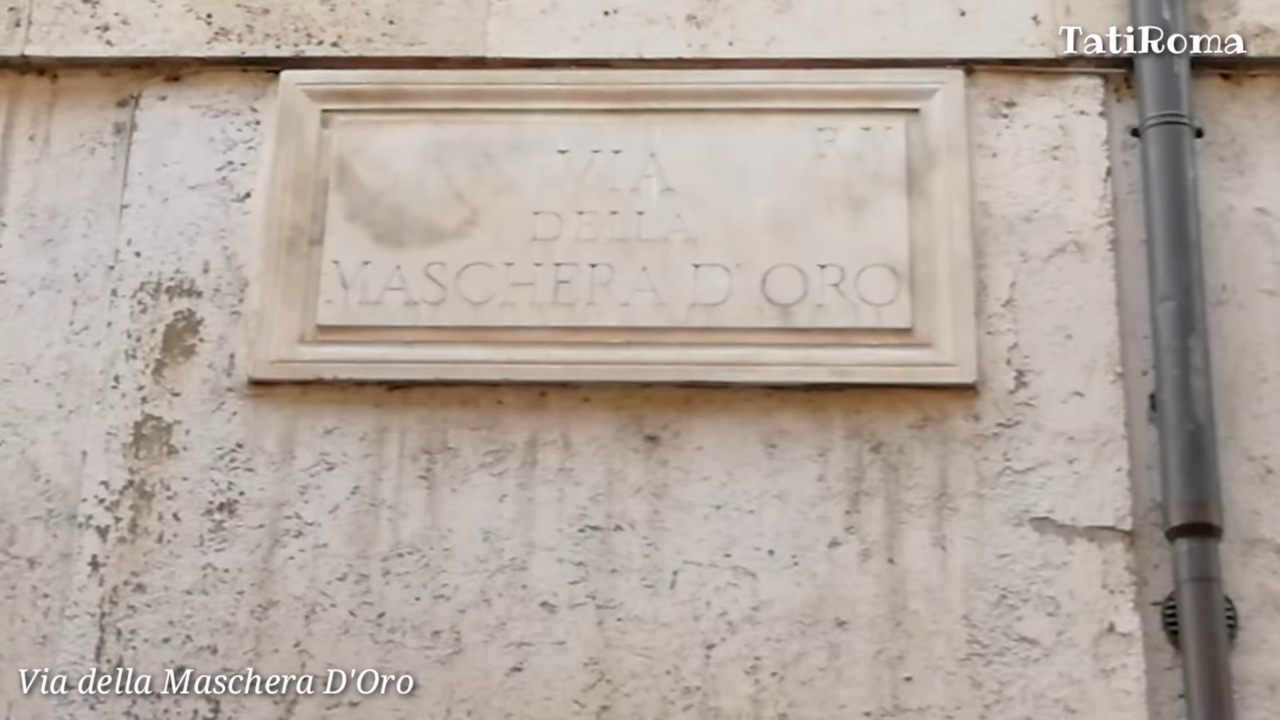 TatiRoma
R V
VIA
DELLA
MASCHERA D'ORO
Via della Maschera D'Oro